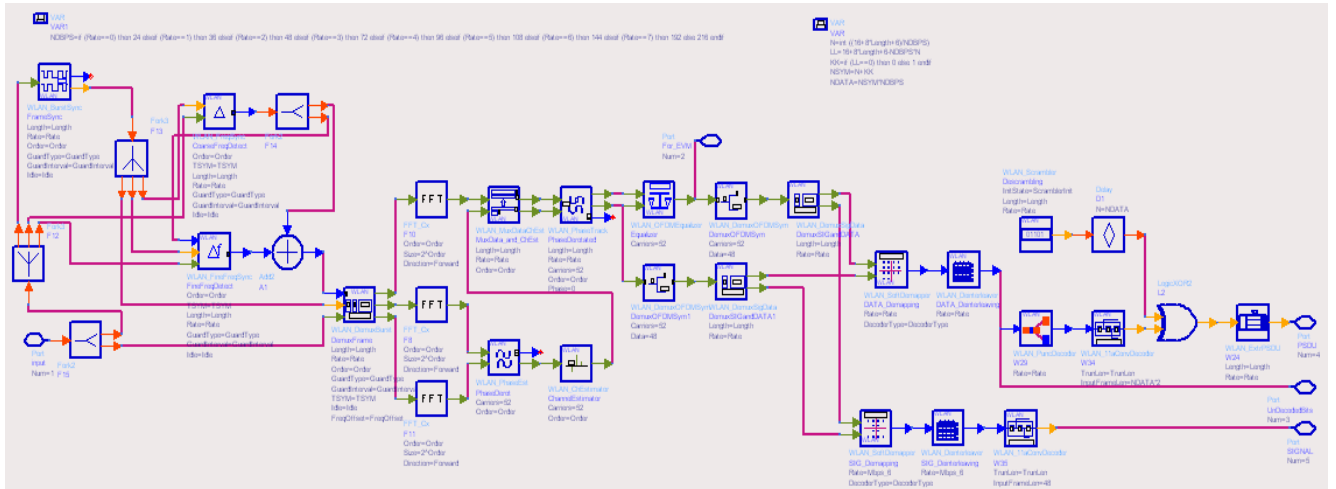 VAR
VAR1
NDBPS=if (Rate==0) then 24 elseif (Rate==1) then 36 elseif (Rate==2) then 48 elseif (Rate==3) then 72 elseif (Rate==4) then 96 elseif (Rate==5) then 108 elseif (Rate==6) then 144 elseif (Rate==7) then 192 else 216 endif
VAR
VAR
N=int ((16+8*Length+6)/NDBPS)
LL=16+8*Length+6-NDBPS*N
KK=if (LL==0) then 0 else 1 endif
NSYM=N+KK
NDATA=NSYM*NDBPS
WLAN_BurstSync
FrameSync
Length=Length
Rate=Rate
Order=Order
GuardType=GuardType
GuardInterval=GuardInterval
Idle=Idle
Fork3
F13
CoarseFreqDetect
Order=Order
TSYM=TSYM
Length=Length
Rate=Rate
GuardType=GuardType
GuardInterval=GuardInterval
Idle=Idle
F14
F12
WLAN_FineFreqSync
FineFreqDetect
Order=Order
TSYM=TSYM
Length=Length
Rate=Rate
GuardType=GuardType
GuardInterval=GuardInterval
Idle=Idle
Add2
A1
Port
input
Num=1
Fork2
F15
WLAN_DemuxBurst
DemuxFrame
Length=Length
Rate=Rate
Order=Order
GuardType=GuardType
GuardInterval=GuardInterval
TSYM=TSYM
Idle=Idle
FreqOffset=FreqOffset
FFT
FFT_Cx
F10
Order=Order
Size=2^Order
Direction=Forward
FFT
FFT_Cx
F8
Order=Order
Size=2^Order
Direction=Forward
FFT
FFT_Cx
F11
Order=Order
Size=2^Order
Direction=Forward
WLAN_MuxDataChEst
MuxData_and_ChEst
Length=Length
Rate=Rate
Order=Order
WLAN_PhaseTrack
PhaseDerotated
Length=Length
Rate=Rate
Carriers=52
Order=Order
Phase=0
WLAN_PhaseEst
PhaseDerot
Carriers=52
Order=Order
WLAN_ChEstimator
ChannelEstimator
Carriers=52
Order=Order
Port
For_EVM
Num=2
WLAN_OFDMEqualizer
Equalizer
Carriers=52
WLAN_DemuxOFDMSym
DemuxOFDMSym
Carriers=52
Data=48
WLAN_DemuxSigData
DemuxSIGandDATA
Length=Length
Rate=Rate
WLAN_DemuxOFDMSym
DemuxOFDMSym1
Carriers=52
Data=48
WLAN_DemuxSigData
DemuxSIGandDATA1
Length=Length
Rate=Rate
WLAN_SoftDemapper
DATA_Demapping
Rate=Rate
DecoderType=DecoderType
WLAN_Deinterleaver
DATA_Deinterleaving
Rate=Rate
WLAN_Scrambler
Descrambling
Length=Length
Rate=Rate
Delay
D1
N=NDATA
WLAN_PuncDecoder
Rate=Rate
WLAN_11aConvDecoder
W34
TrunLen=TrunLen
InputFrameLen=NDATA*2
LogicXOR2
L2
WLAN_ExtrPSDU
W24
Length=Length
Rate=Rate
Port
PSDU
Num=4
Port
UnDecodedBits
Num=3
Port
SIGNAL
Num=5
WLAN_SoftDemapper
SIG_Demapping
Rate=Mbps_6
DecoderType=DecoderType
WLAN_Deinterleaver
SIG_Deinterleaving
Rate=Mbps_6
WLAN_11aConvDecoder
W35
TrunLen=TrunLen
InputFrameLen=48